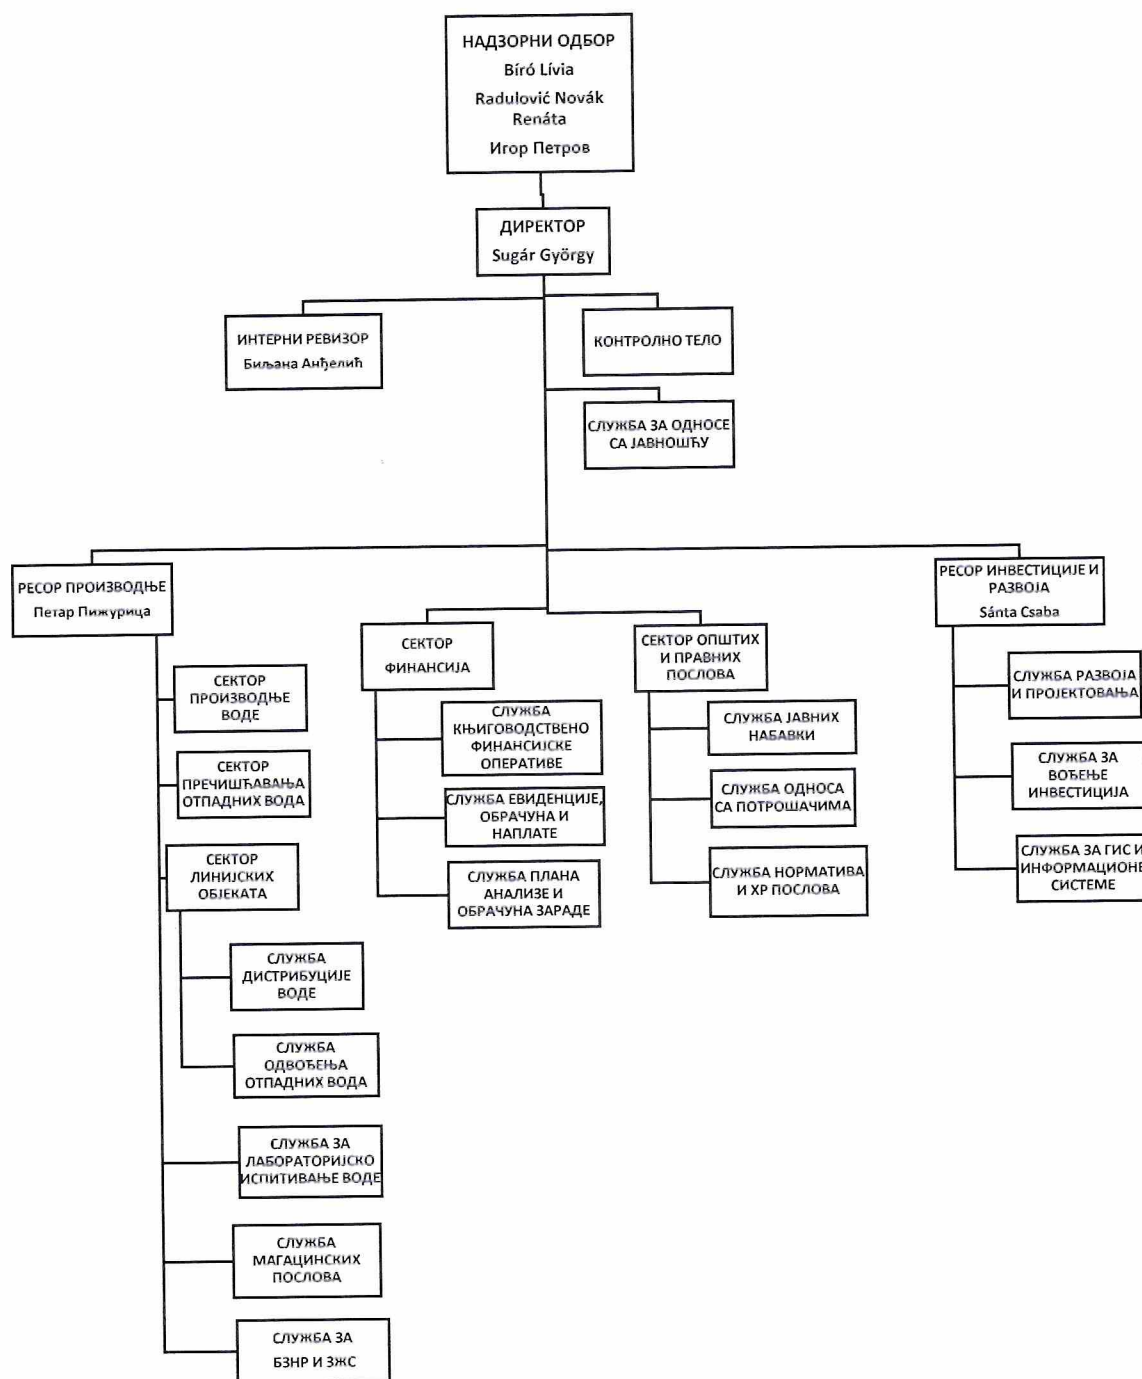 НАДЗОРНИ ОДБОР
Bíró Lívia
Radulović Novák
Renáta
Игор Петров
ДИРЕКТОР
Sugár György
ИНТЕРНИ РЕВИЗОР
Биљана Анђелић
КОНТРОЛНО ТЕЛО
СЛУЖБА ЗА ОДНОСЕ
СА ЈАВНОШЋУ
РЕСОР ПРОИЗВОДЊЕ
Петар Пижурица
СЕКТОР
ПРОИЗВОДЊЕ
ВОДЕ
СЕКТОР
ПРЕЧИШЋАВАЊА
ОТПАДНИХ ВОДА
СЕКТОР
ЛИНИЈСКИХ
ОБЈЕКАТА
СЛУЖБА
ДИСТРИБУЦИЈЕ
ВОДЕ
СЛУЖБА
ОДВОЂЕЊА
ОТПАДНИХ ВОДА
СЛУЖБА ЗА
ЛАБОРАТОРИЈСКО
ИСПИТИВАЊЕ ВОДЕ
СЛУЖБА
МАГАЦИНСКИХ
ПОСЛОВА
СЛУЖБА ЗА
БЗНР И ЗЖС
СЕКТОР
ФИНАНСИЈА
СЛУЖБА
КЊИГОВОДСТВЕНО
ФИНАНСИЈСКЕ
ОПЕРАТИВЕ
СЛУЖБА ЕВИДЕНЦИЈЕ,
ОБРАЧУНА И
НАПЛАТЕ
СЛУЖБА ПЛАНА
АНАЛИЗЕ И
ОБРАЧУНА ЗАРАДЕ
СЕКТОР ОПШТИХ
И ПРАВНИХ
ПОСЛОВА
СЛУЖБА ЈАВНИХ
НАБАВКИ
СЛУЖБА ОДНОСА
СА ПОТРОШАЧИМА
СЛУЖБА НОРМАТИВА
И ХР ПОСЛОВА
РЕСОР ИНВЕСТИЦИЈЕ И
РАЗВОЈА
Sánta Csaba
СЛУЖБА РАЗВОЈА
И ПРОЈЕКТОВАЊА
СЛУЖБА ЗА
ВОЂЕЊЕ
ИНВЕСТИЦИЈА
СЛУЖБА ЗА ГИС И
ИНФОРМАЦИОНЕ
СИСТЕМЕ